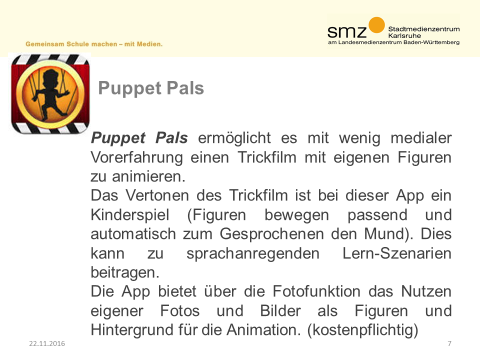 smz
Stadtmedienzentrum
Karlsruhe
am Landesmedienzentrum Baden-Württemberg
Gemeinsam Schule machen – mit Medien.
Puppet Pals
Puppet Pals ermöglicht es mit wenig medialer
Vorerfahrung einen Trickfilm mit eigenen Figuren
zu animieren.
Das Vertonen des Trickfilm ist bei dieser App ein
Kinderspiel (Figuren bewegen passend und
automatisch zum Gesprochenen den Mund). Dies
kann zu sprachanregenden Lern-Szenarien
beitragen.
Die App bietet über die Fotofunktion das Nutzen
eigener Fotos und Bilder als Figuren und
Hintergrund für die Animation. (kostenpflichtig)
22.11.2016
7